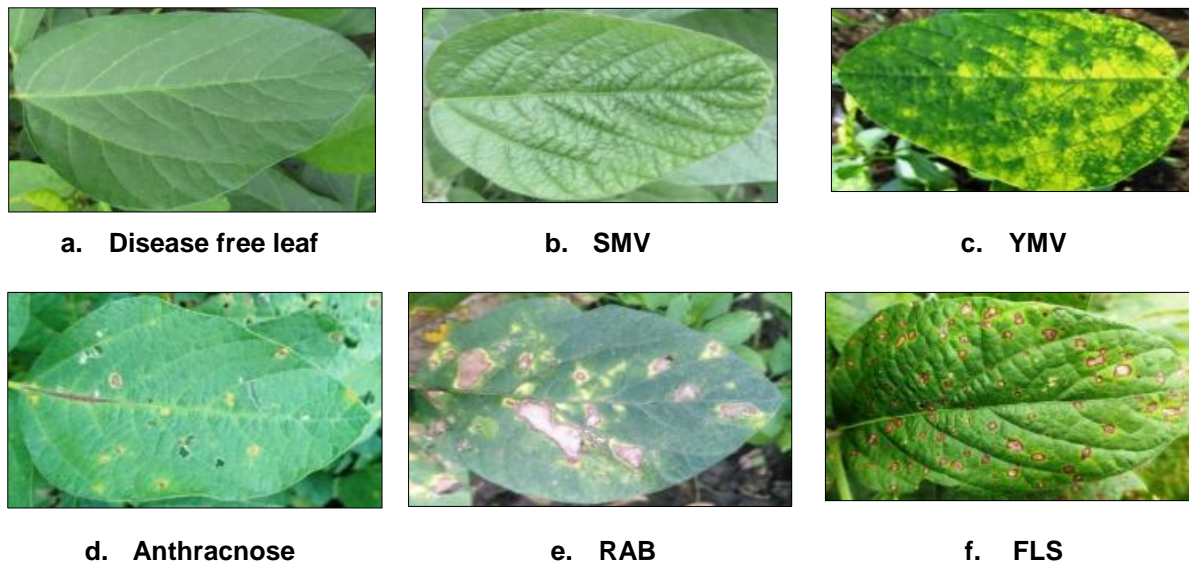 a. Disease free leaf
b. SMV
c. YMV
d. Anthracnose
e. RAB
f. FLS